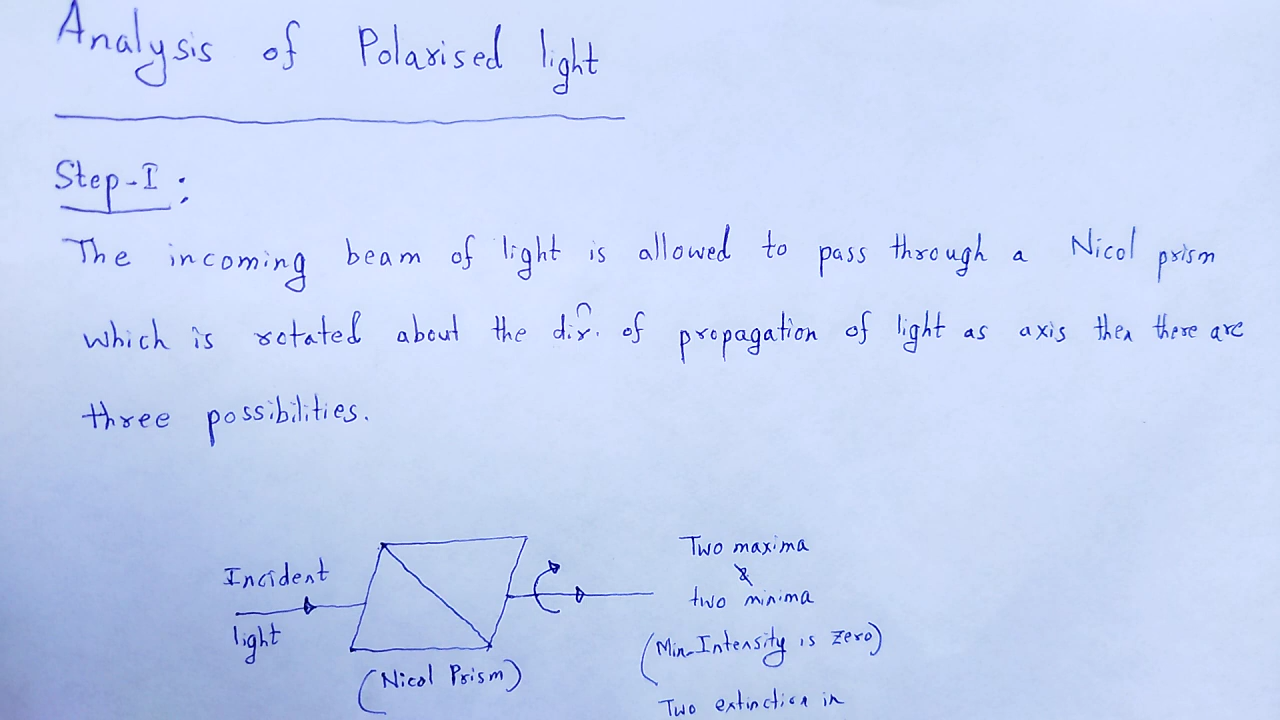 Analysis of Polarised light
Step-I :
The incoming beam of light is allowed to pass through a Nicol prism
which is rotated about the dir. of propagation of light as axis then there are
three possibilities.
Incident
light
(Nicol Prism)
Two maxima
&
two minima
(Min. Intensity is zero)
Two extinction in